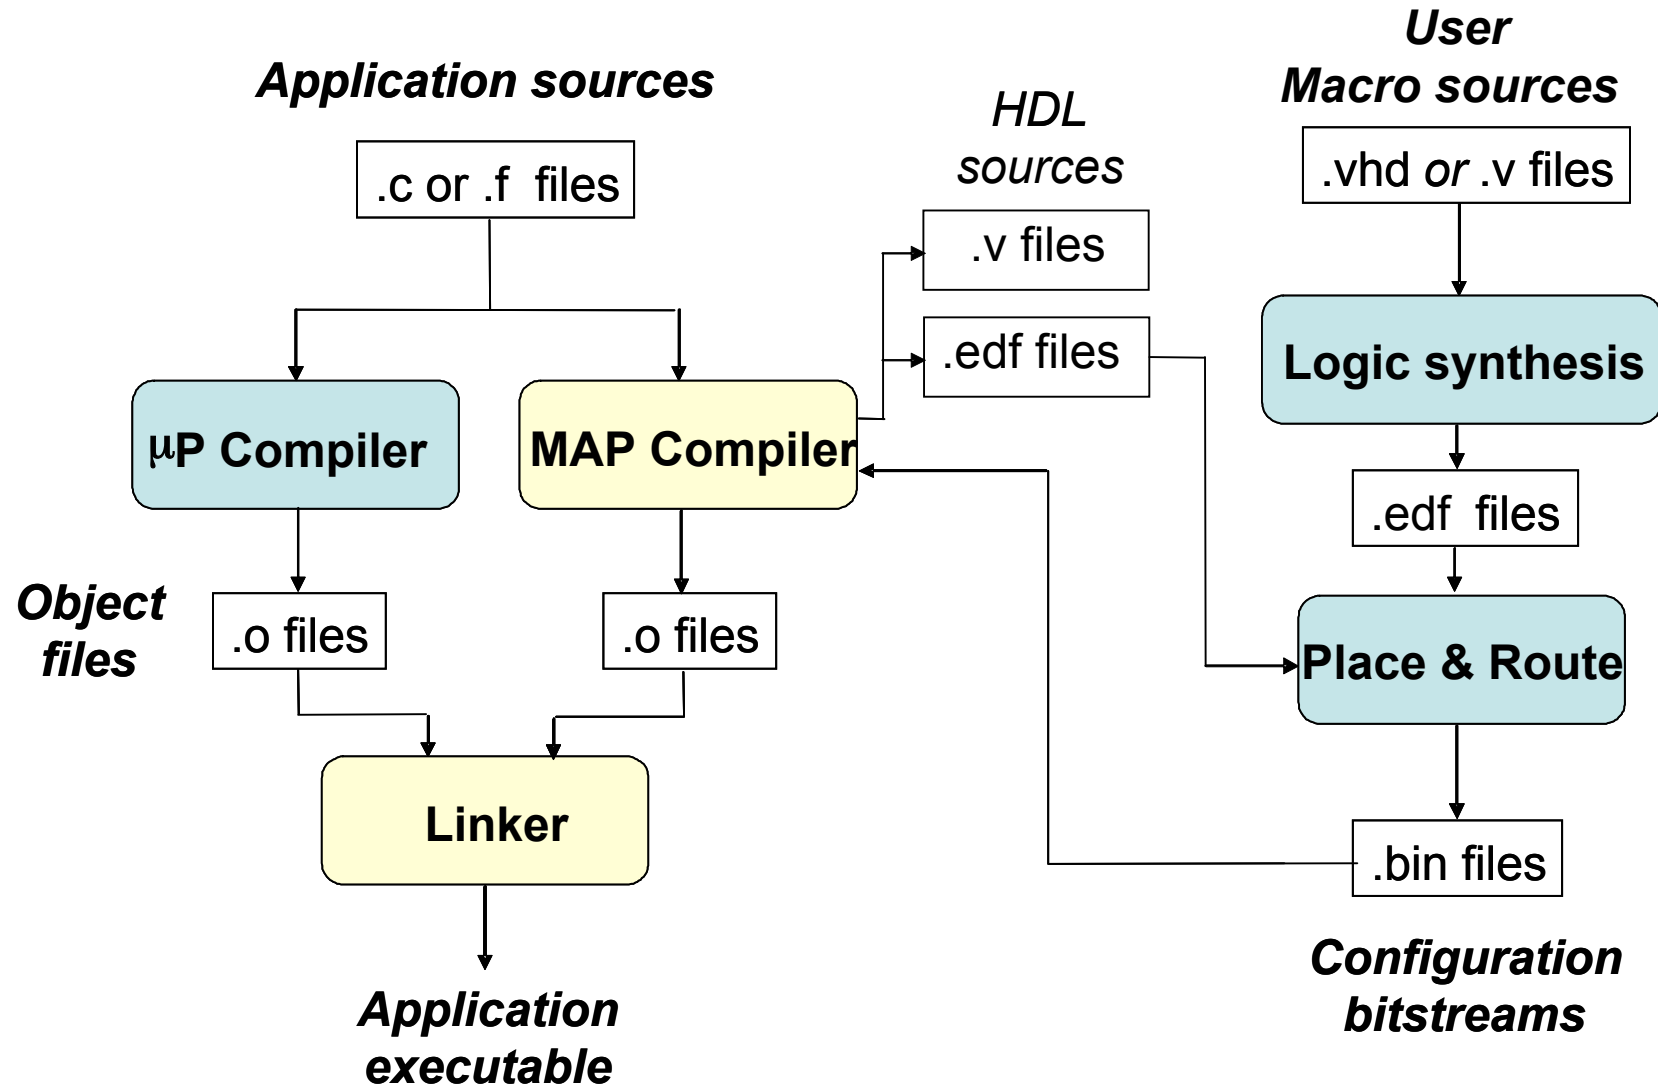 User
Macro sources
Application sources
HDL
sources
.c or .f  files
.vhd or .v files
.v files
.edf files
Logic synthesis
μP Compiler
MAP Compiler
.edf  files
Object
files
.o files
.o files
Place & Route
Linker
.bin files
Configuration
bitstreams
Application
executable